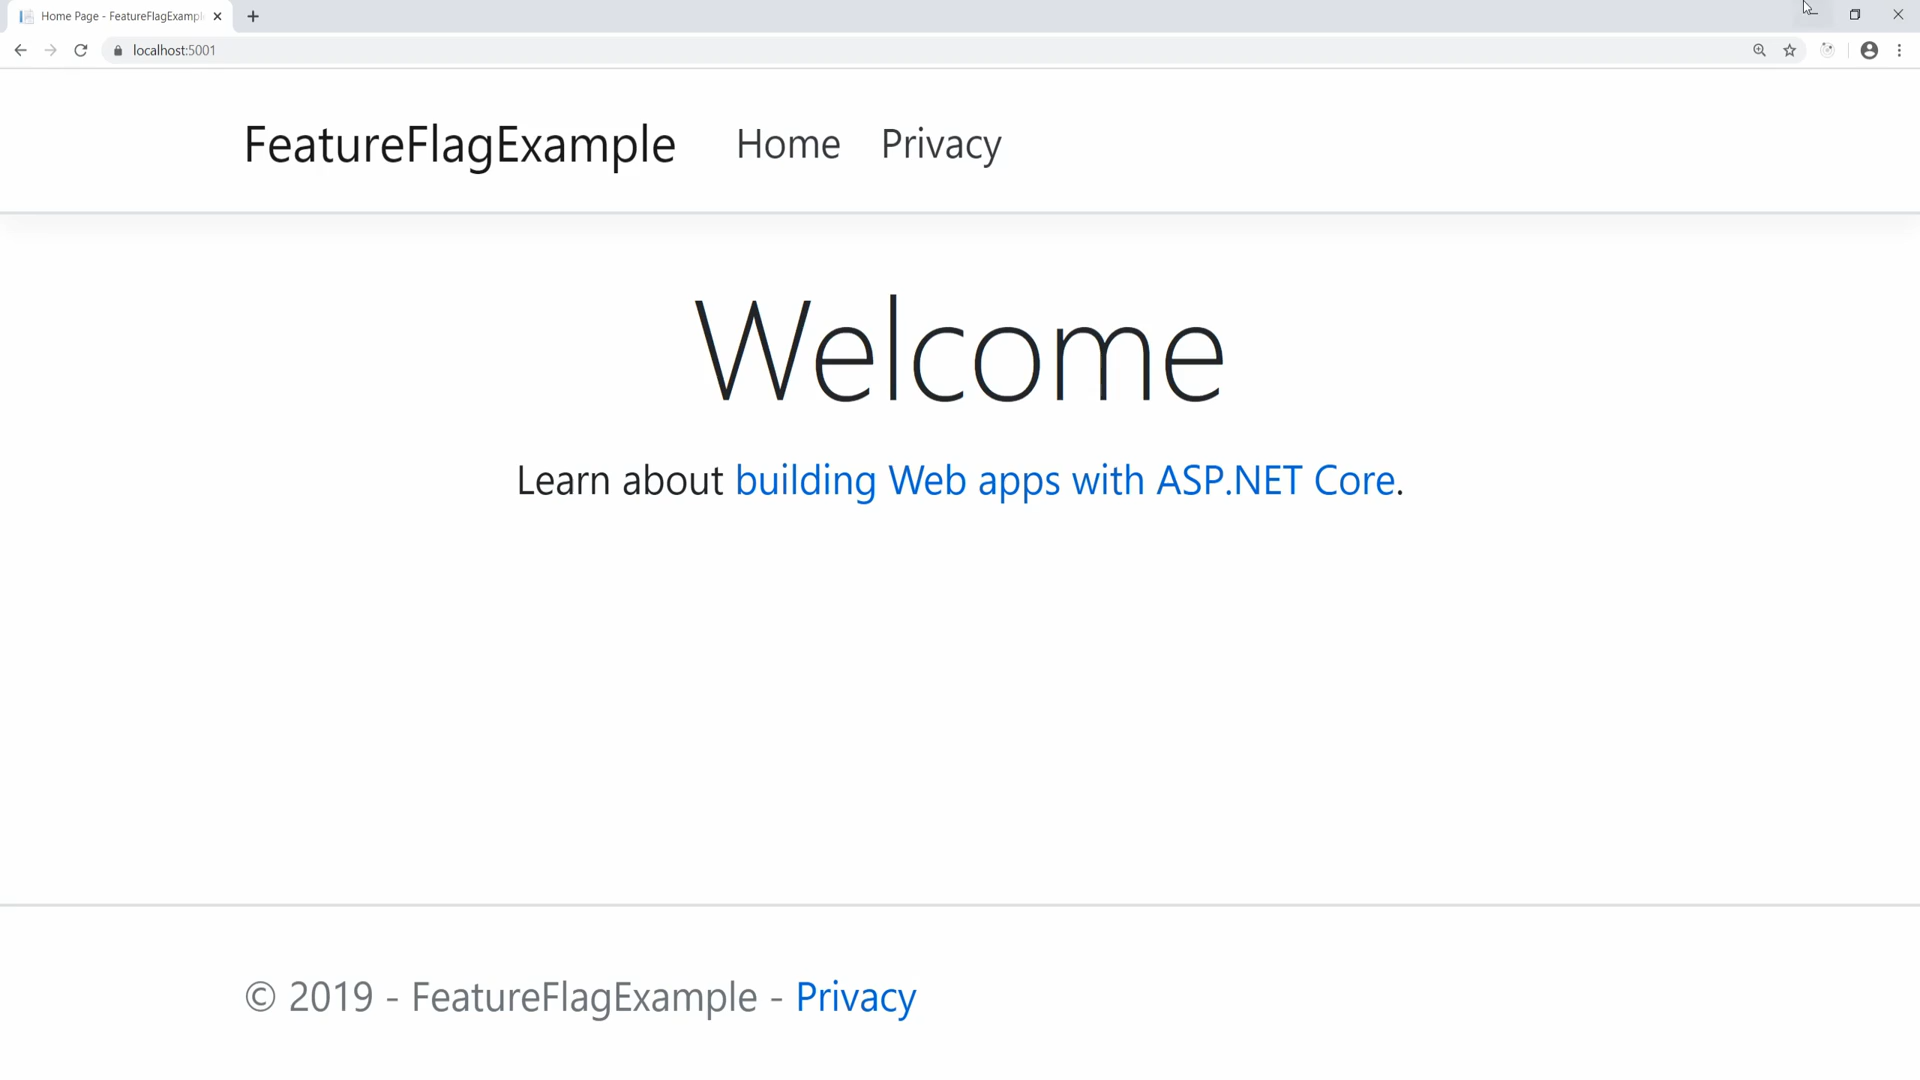 Home Page - FeatureFlagExampl
localhost:5001
FeatureFlagExample Home Privacy
Welcome
Learn about building Web apps with ASP.NET Core.
© 2019 - FeatureFlagExample - Privacy